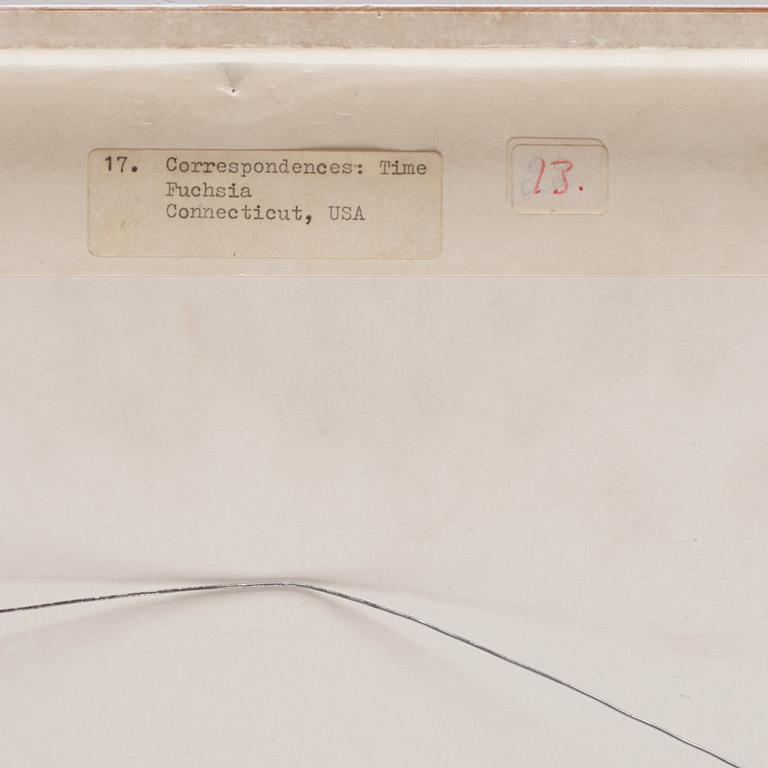 17. Correspondences: Time
Fuchsia
Connecticut, USA
13.